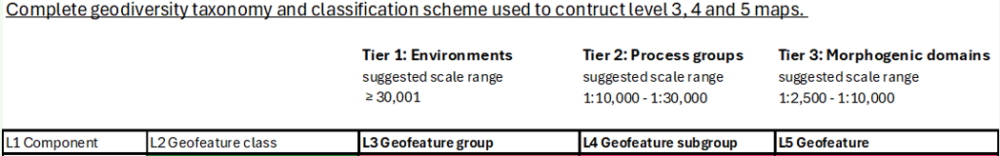 Complete geodiversity taxonomy and classification scheme used to contruct level 3, 4 and 5 maps.
Tier 1: Environments Tier 2: Process groups Tier 3: Morphogenic domains
suggested scale range suggested scale range suggested scale range
≥ 30,001 1:10,000 - 1:30,000 1:2,500 - 1:10,000
L1 Component L2 Geofeature class L3 Geofeature group L4 Geofeature subgroup L5 Geofeature